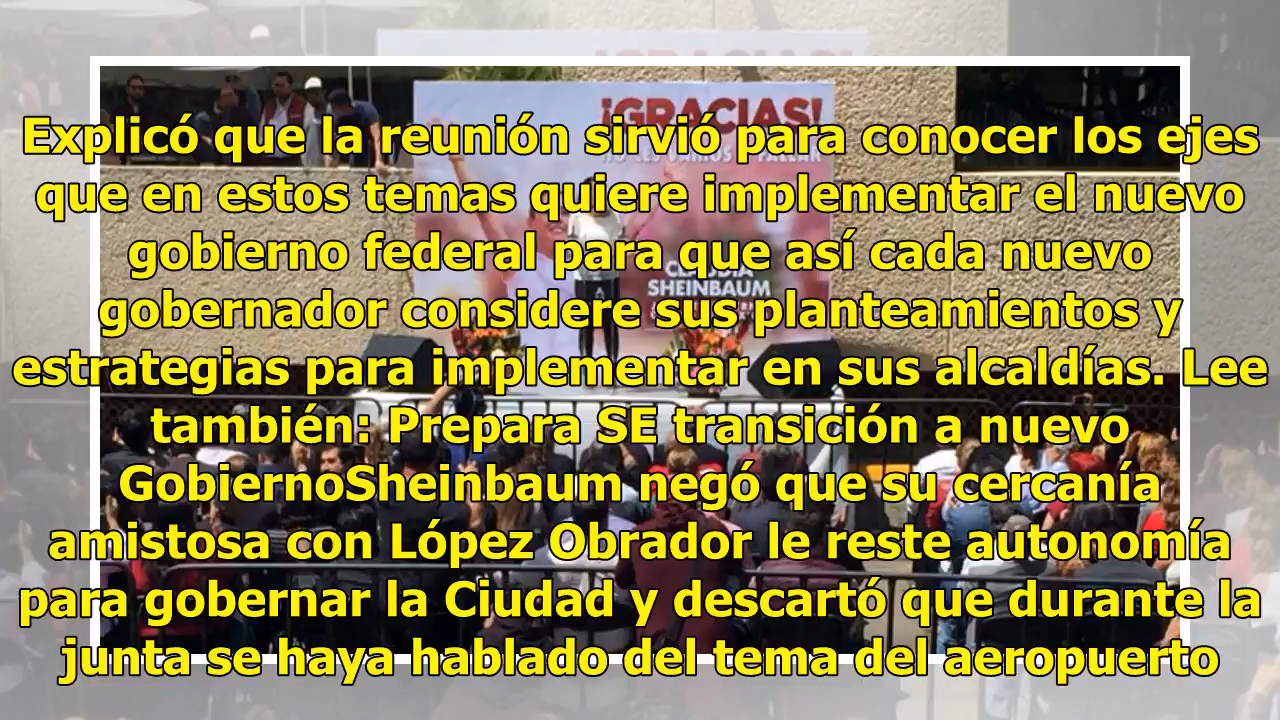 ¡GRACIAS!
Explicó que la reunión sirvió para conocer los ejes
que en estos temas quiere implementar el nuevo
gobierno federal para que así cada nuevo
CLAUDIA
SHEINBAUM
gobernador considere sus planteamientos y
estrategias para implementar en sus alcaldías. Lee
también: Prepara SE transición a nuevo
GobiernoSheinbaum negó que su cercanía
amistosa con López Obrador le reste autonomía
para gobernar la Ciudad y descartó que durante la
junta se haya hablado del tema del aeropuerto